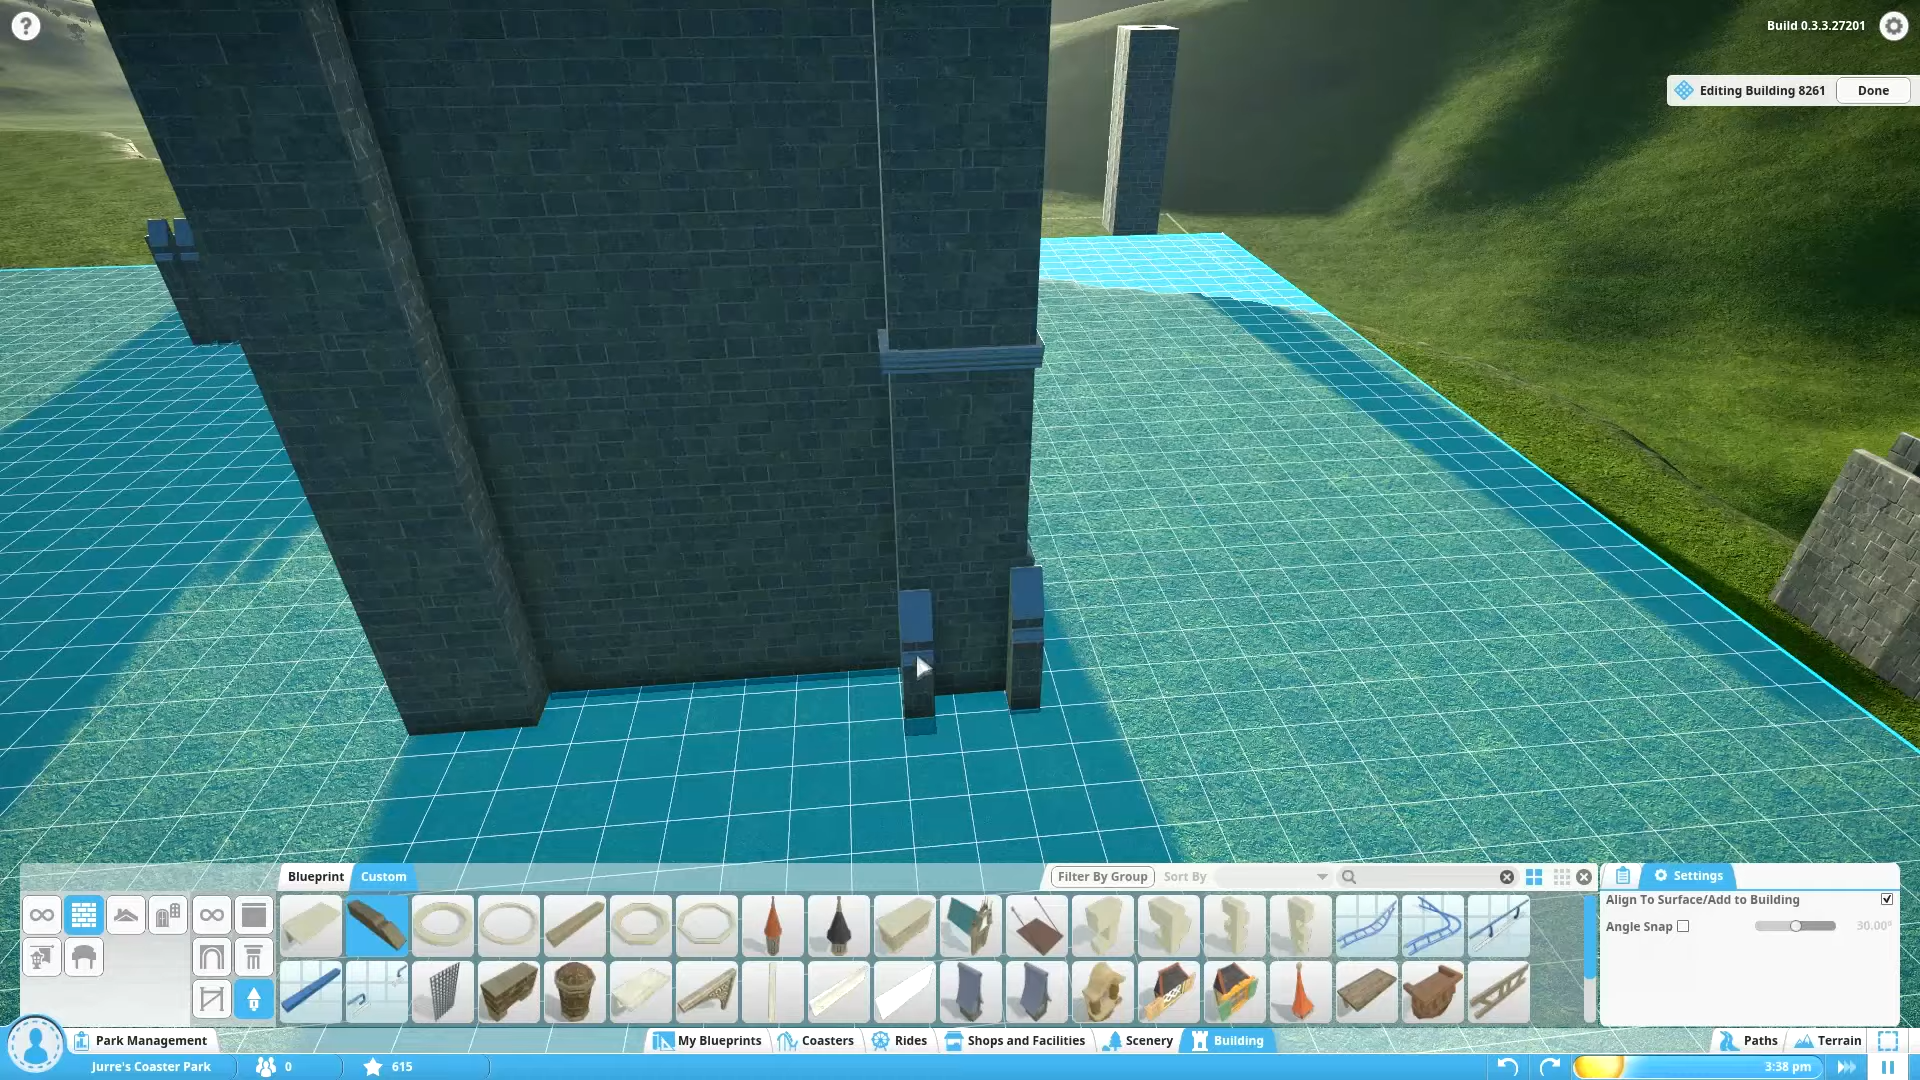 ?
Build 0.3.3.27201
Editing Building 8261
Done
Blueprint
Custom
Filter By Group
Sort By
Settings
Align To Surface/Add to Building
Angle Snap
30.00°
Park Management
My Blueprints
Coasters
Rides
Shops and Facilities
Scenery
Building
Paths
Terrain
Jurre's Coaster Park
0
615
3:38 pm